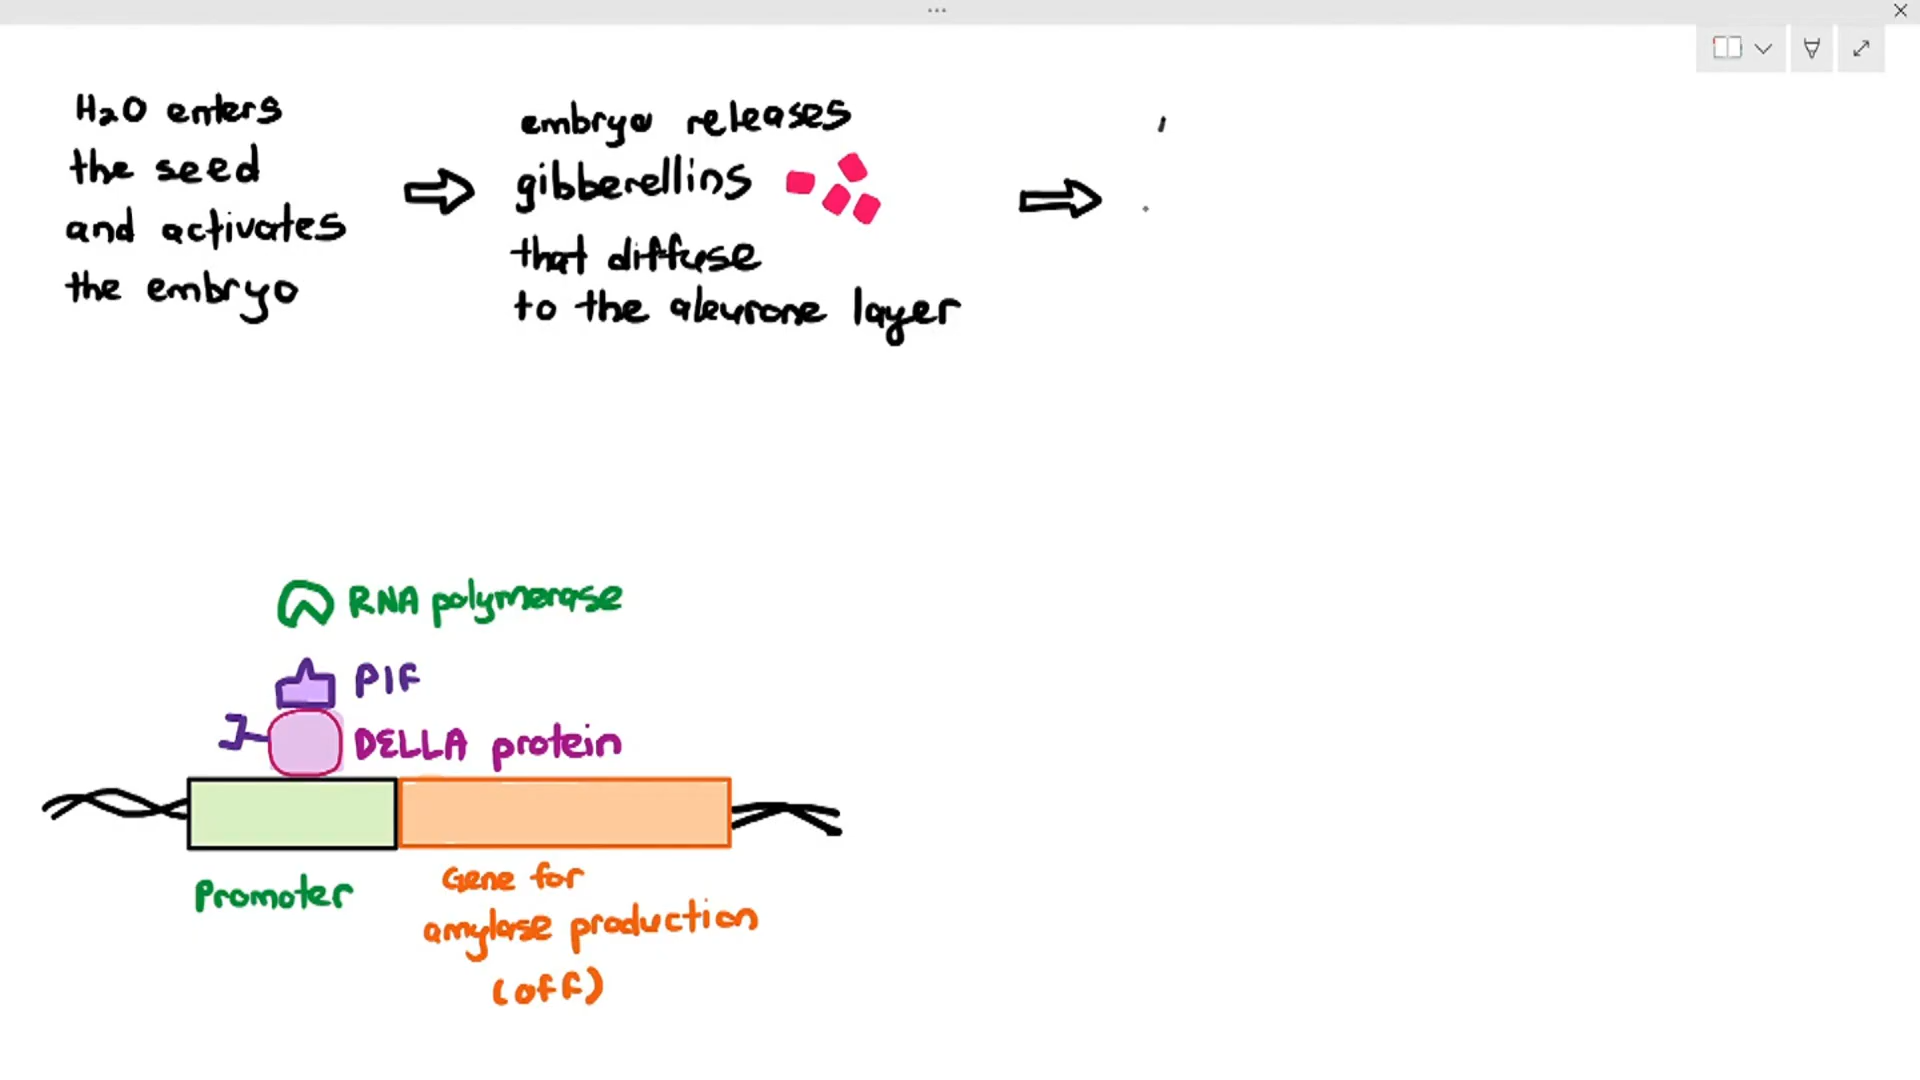 H₂O enters
the seed
and activates
the embryo
embryo releases
gibberellins
that diffuse
to the aleurone layer
RNA polymerase
PIF
DELLA protein
Promoter
Gene for
amylase production
(off)